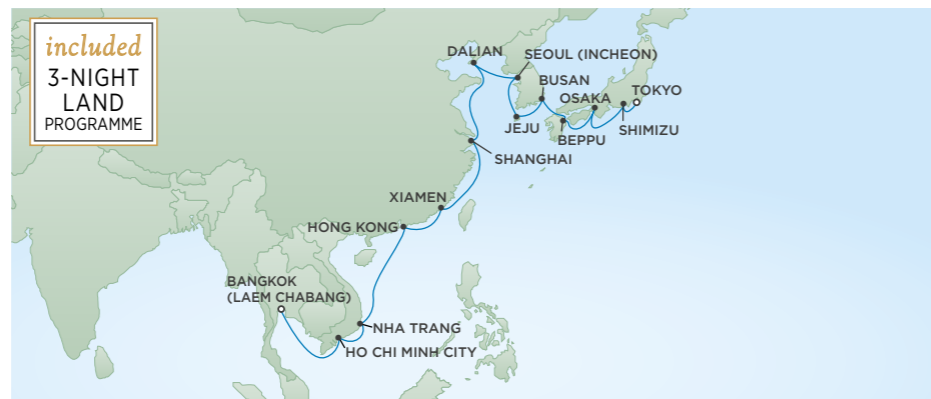 included
3-NIGHT
LAND
PROGRAMME
DALIAN
SEOUL (INCHEON)
BUSAN
TOKYO
OSAKA
JEJU
BEPPU
SHIMIZU
SHANGHAI
XIAMEN
HONG KONG
BANGKOK
(LAEM CHABANG)
NHA TRANG
HO CHI MINH CITY